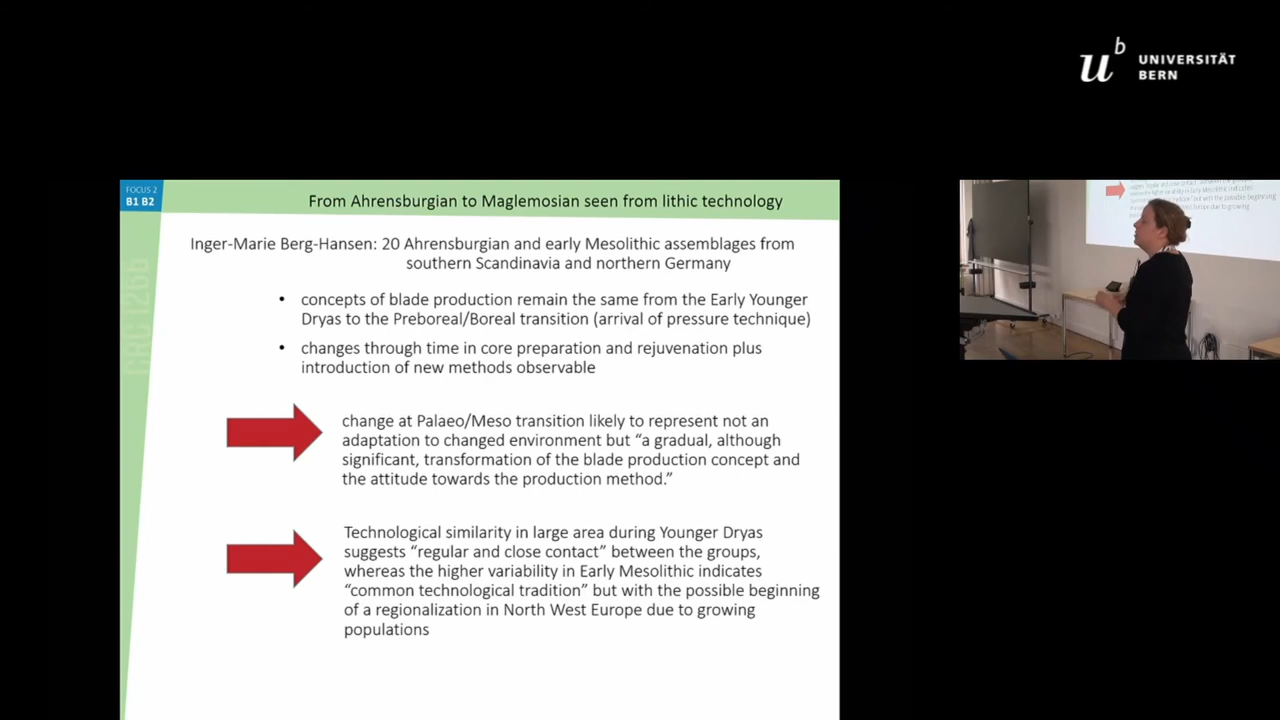 u
b
UNIVERSITÄT
BERN
FOCUS 2
B1 B2
From Ahrensburgian to Maglemosian seen from lithic technology
Inger-Marie Berg-Hansen: 20 Ahrensburgian and early Mesolithic assemblages from
southern Scandinavia and northern Germany
• concepts of blade production remain the same from the Early Younger
Dryas to the Preboreal/Boreal transition (arrival of pressure technique)
• changes through time in core preparation and rejuvenation plus
introduction of new methods observable
change at Palaeo/Meso transition likely to represent not an
adaptation to changed environment but “a gradual, although
significant, transformation of the blade production concept and
the attitude towards the production method.”
Technological similarity in large area during Younger Dryas
suggests “regular and close contact” between the groups,
whereas the higher variability in Early Mesolithic indicates
“common technological tradition” but with the possible beginning
of a regionalization in North West Europe due to growing
populations